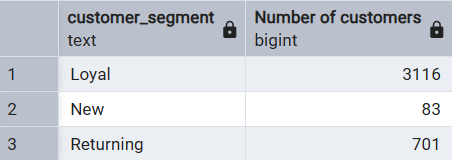 customer_segment Number of customers
text bigint
1 Loyal 3116
2 New 83
3 Returning 701